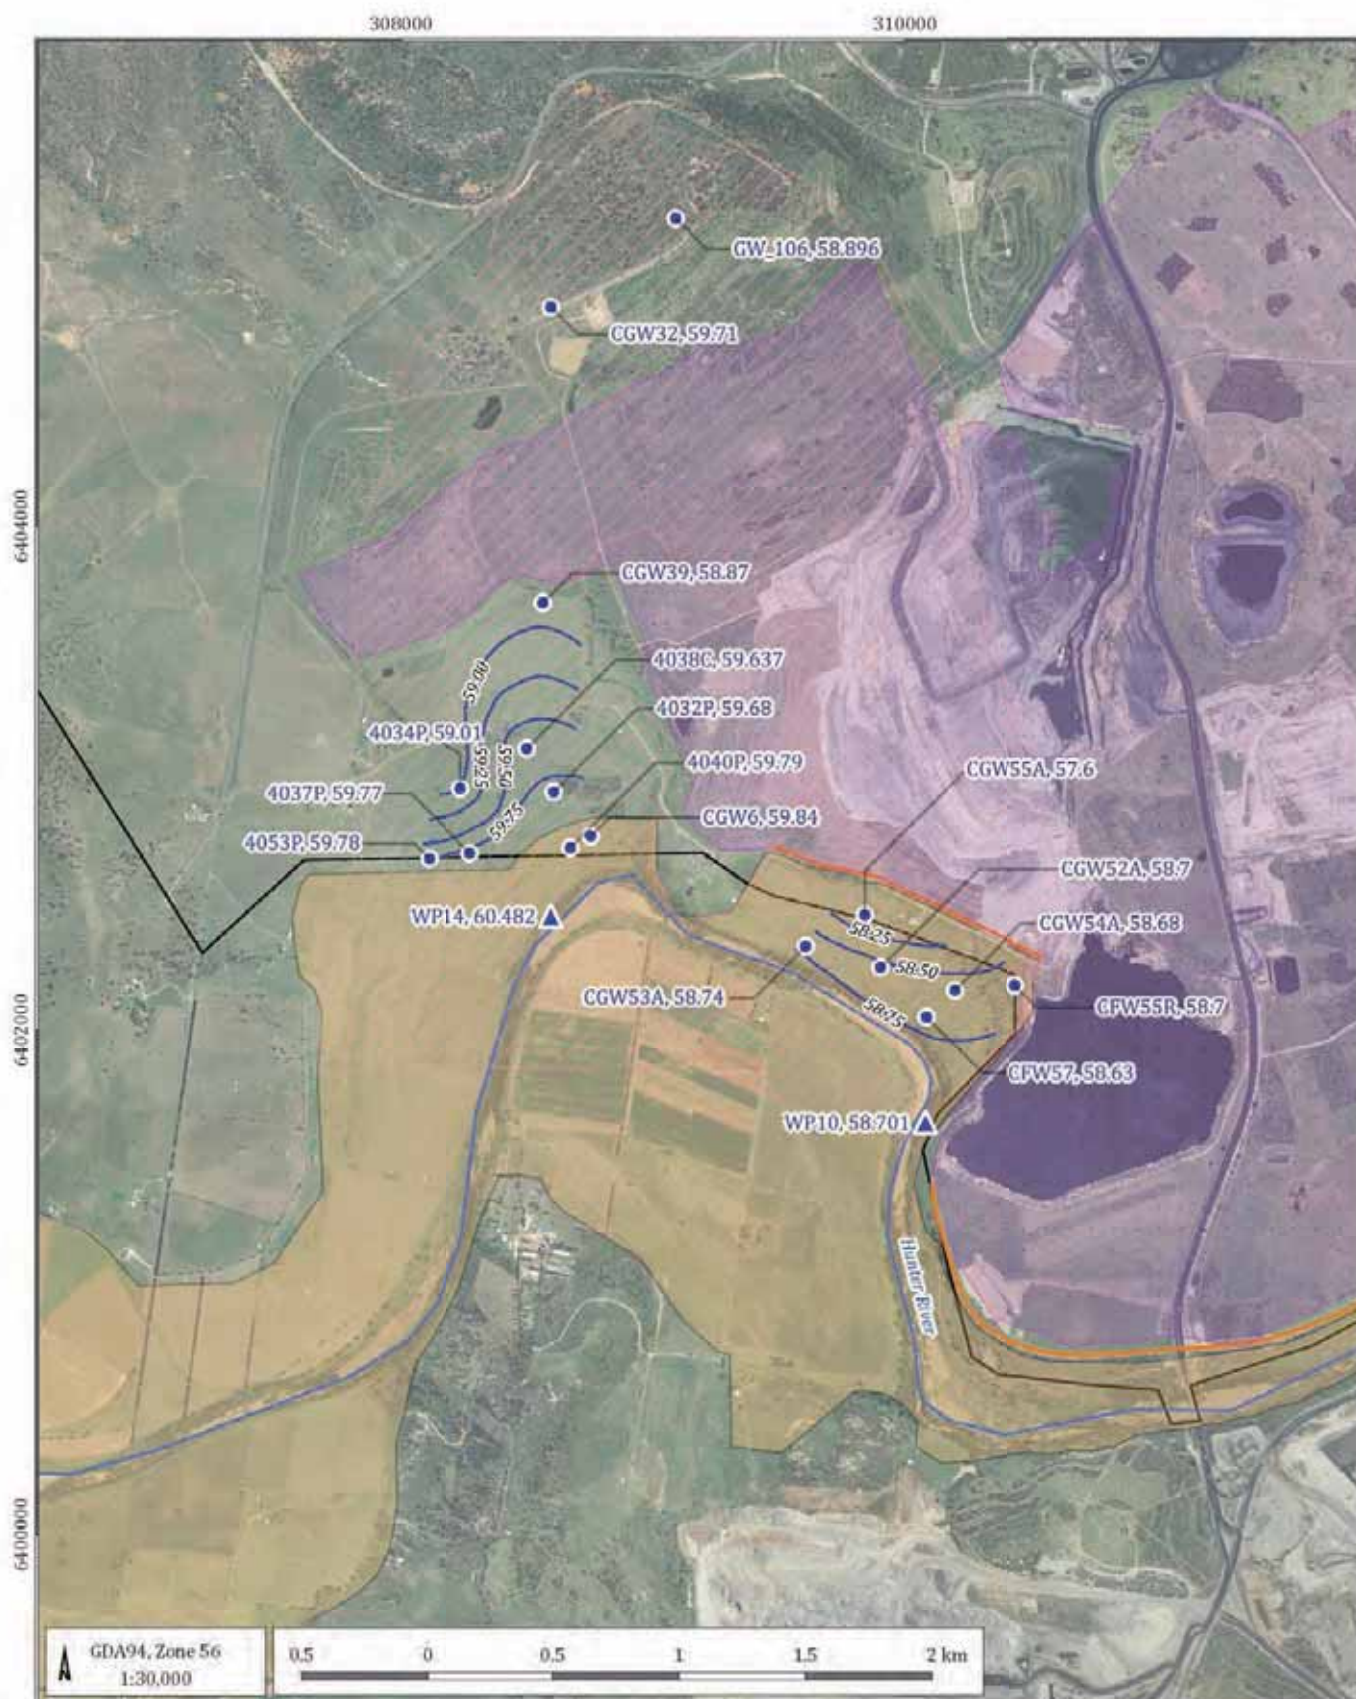 308000
310000
GW_106, 58.896
CGW32, 59.71
6404000
CGW39, 58.87
4038C, 59.637
59.00
4032P, 59.68
4034P, 59.01
59.25
59.50
4040P, 59.79
CGW55A, 57.6
4037P, 59.77
59.75
CGW6, 59.84
4053P, 59.78
CGW52A, 58.7
WP14, 60.482
CGW54A, 58.68
58.25
58.50
CGW53A, 58.74
58.75
CFW55R, 58.7
6402000
CFW57, 58.63
WP10, 58.701
Hunter River
6400000
GDA94, Zone 56
1:30,000
0.5 0 0.5 1 1.5 2 km